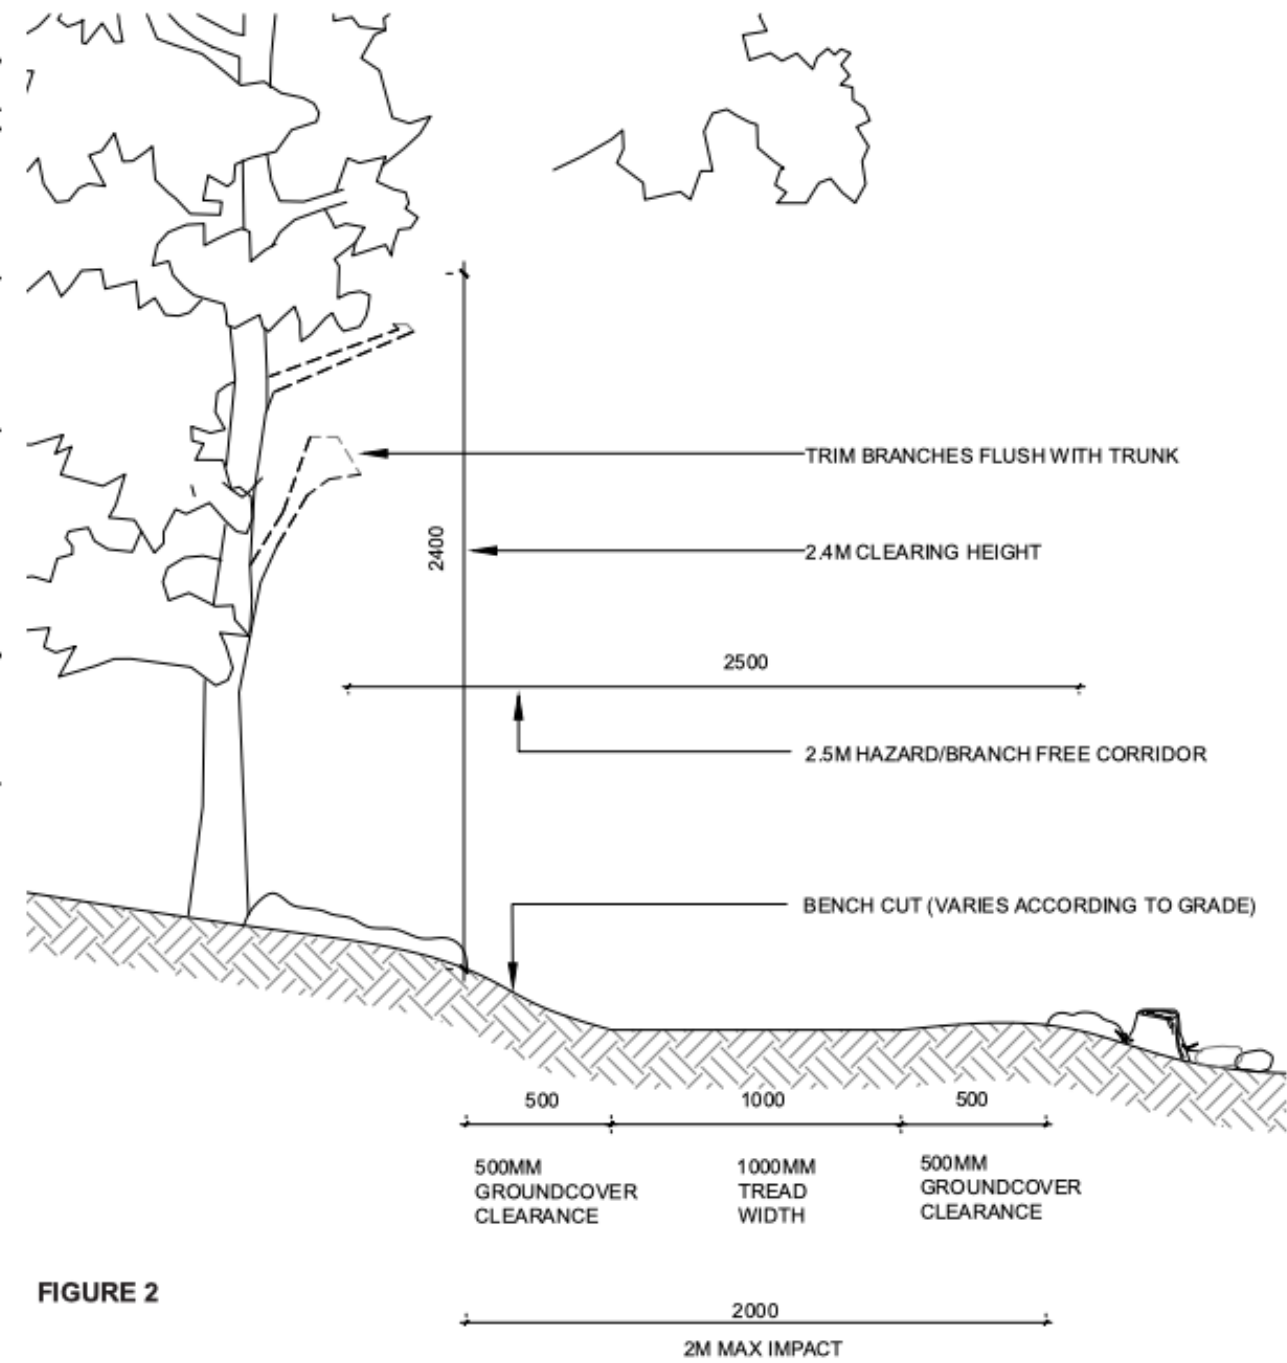 TRIM BRANCHES FLUSH WITH TRUNK
2400
2.4M CLEARING HEIGHT
2500
2.5M HAZARD/BRANCH FREE CORRIDOR
BENCH CUT (VARIES ACCORDING TO GRADE)
500
1000
500
500MM
GROUNDCOVER
CLEARANCE
1000MM
TREAD
WIDTH
500MM
GROUNDCOVER
CLEARANCE
FIGURE 2
2000
2M MAX IMPACT